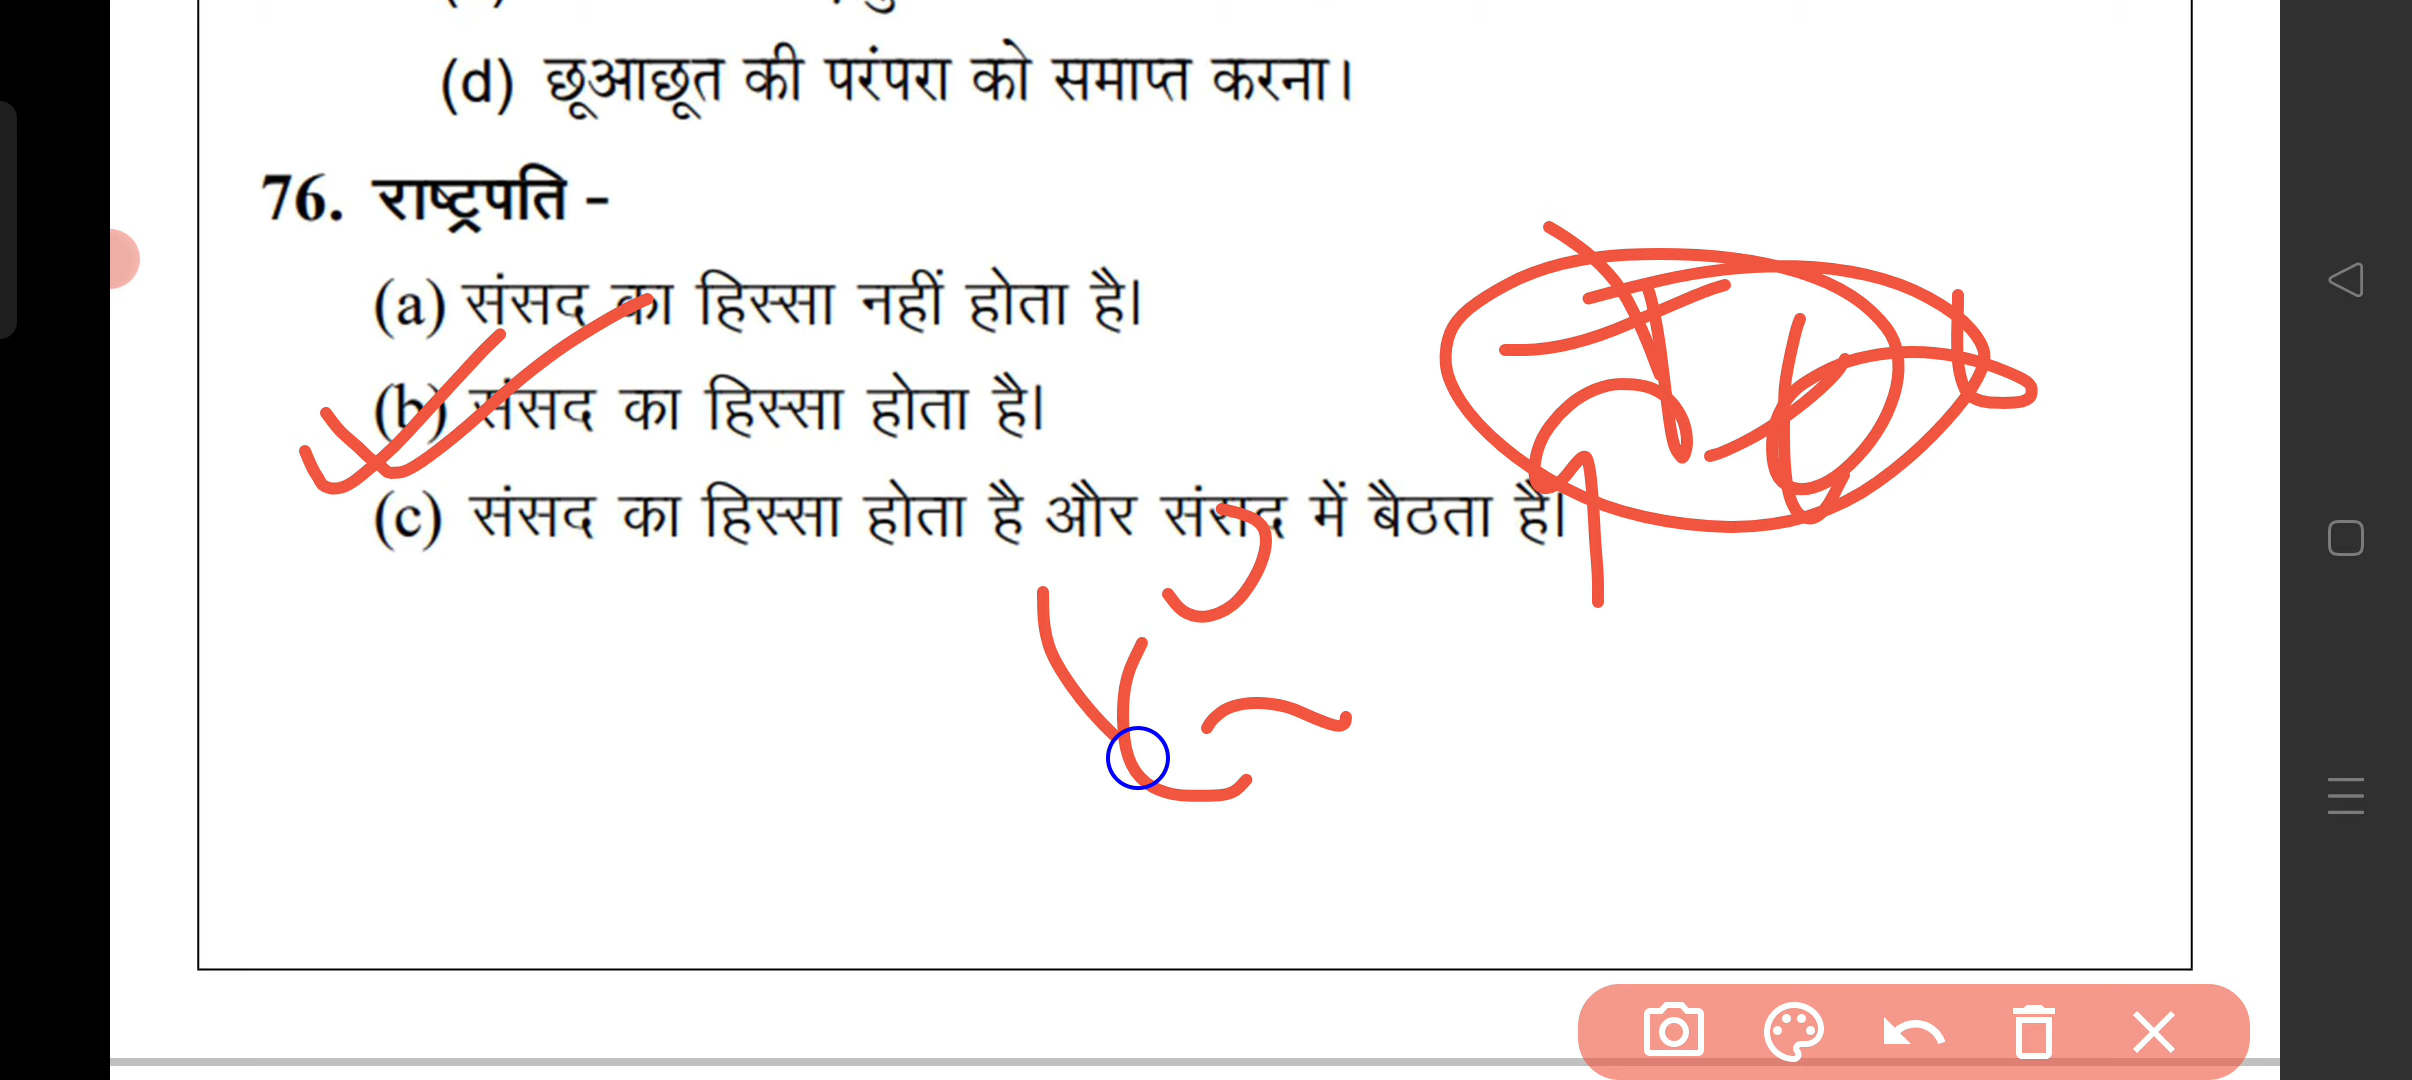 (d) छूआछूत की परंपरा को समाप्त करना।
76. राष्ट्रपति -
(a) संसद का हिस्सा नहीं होता है।
(b) संसद का हिस्सा होता है।
(c) संसद का हिस्सा होता है और संसद में बैठता है।